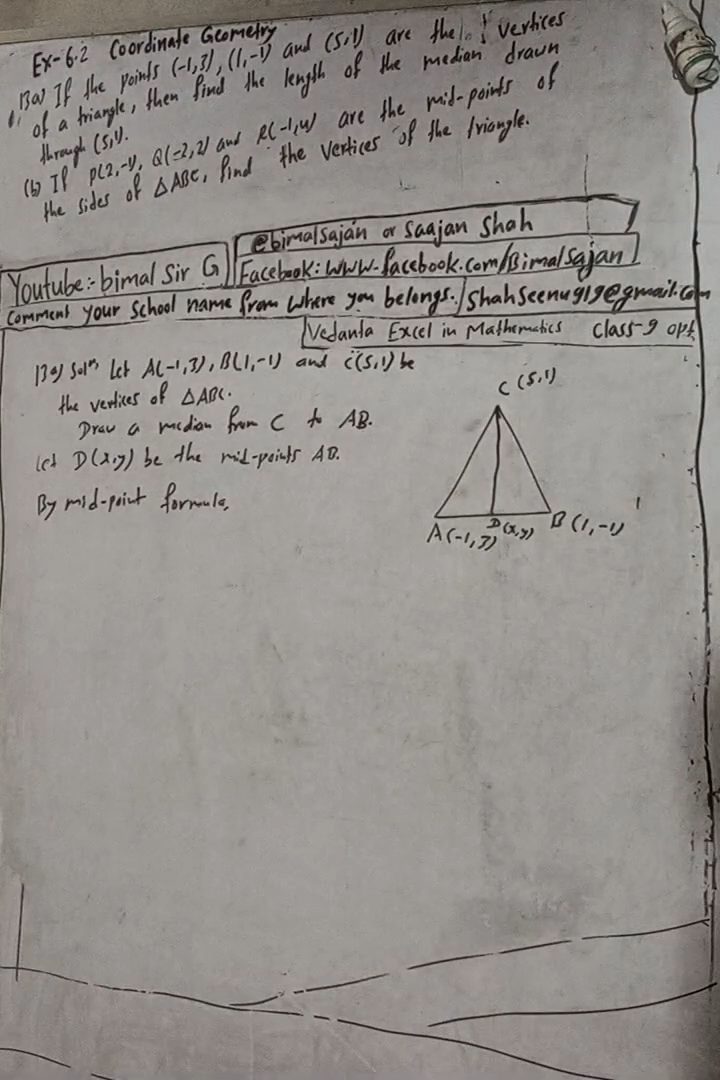 Ex-6.2 Coordinate Geometry
13a) If the points (-1,3), (1,-1) and (5,1) are the vertices
of a triangle, then find the length of the median drawn
through (5,1).
(b) If P(2,-1), Q(-2,2) and R(-1,4) are the mid-points of
the sides of △ABC, find the vertices of the triangle.
@bimalsajan or Saajan Shah
Youtube:- bimal Sir G
Facebook: WWW.facebook.com/Bimalsajan
Comment your School name from where you belongs.
Shahseenu919@gmail.com
Vedanta Excel in Mathematics Class-9 opt
13a) Solⁿ, Let A(-1,3), B(1,-1) and C(5,1) be
the vertices of △ABC.
Draw a median from C to AB.
Let D(x,y) be the mid-points AB.
By mid-point formula,
C (5,1)
A(-1,3)
D(x,y)
B (1,-1)